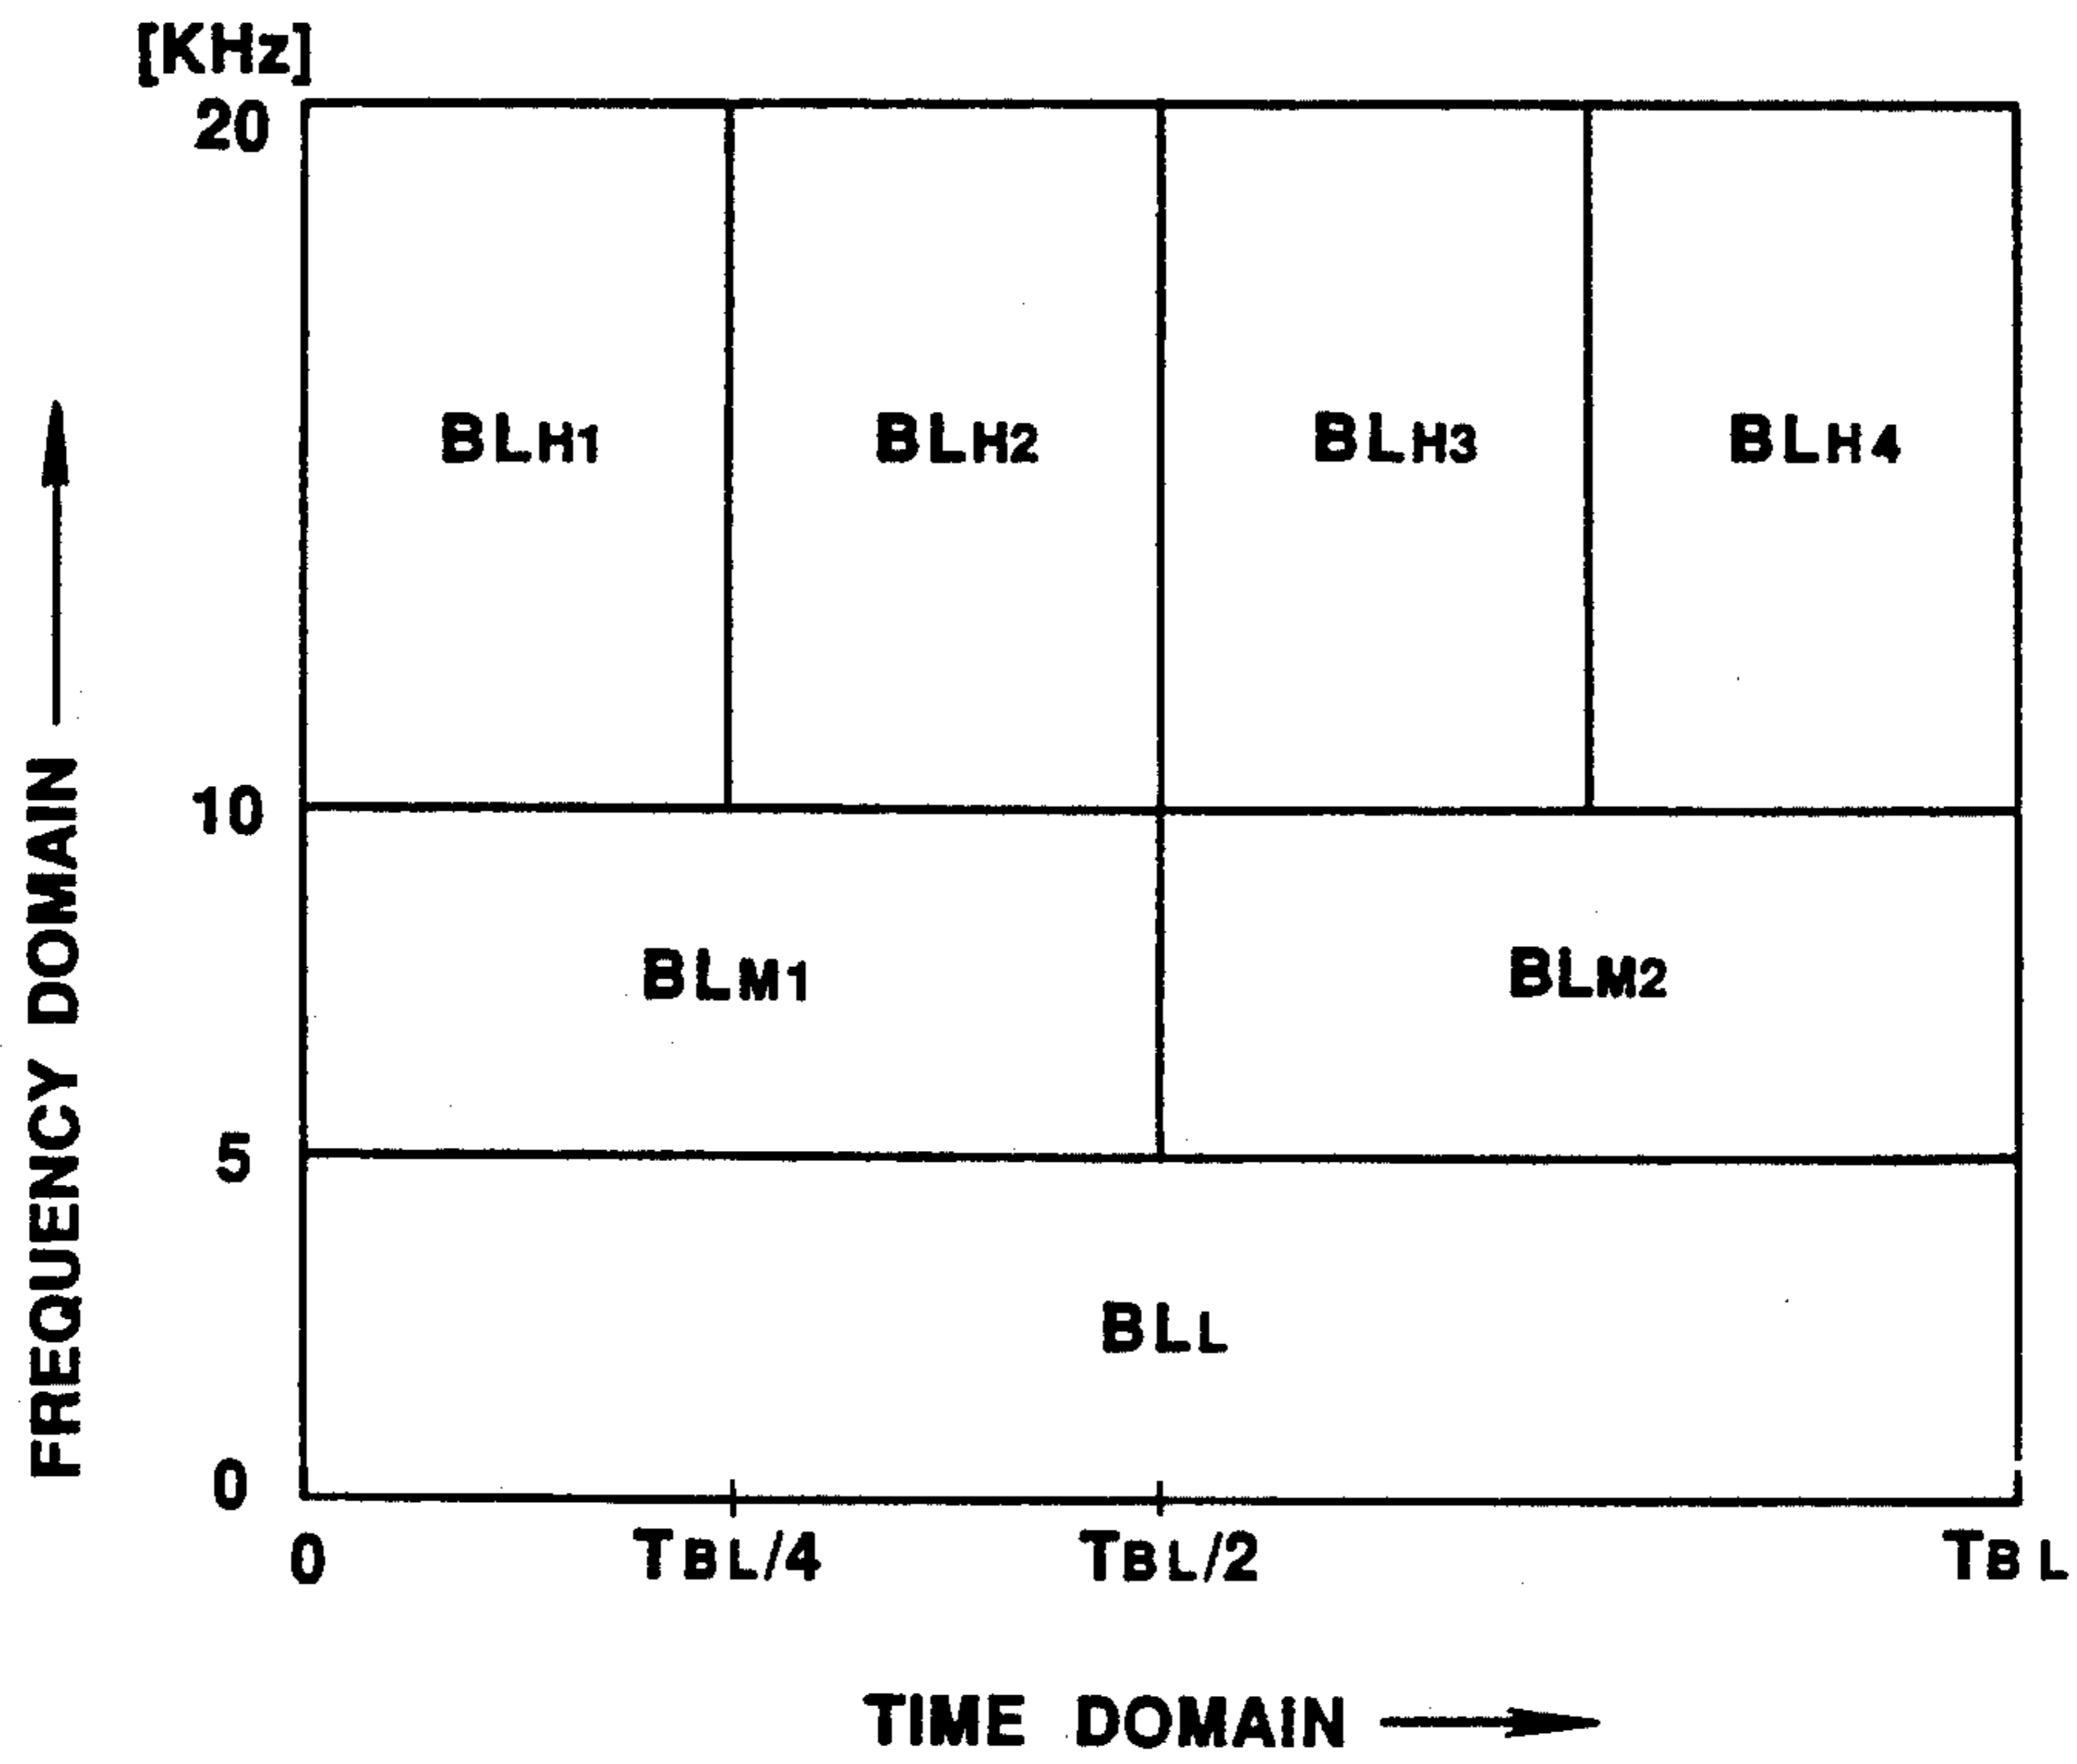 [KHz]
20
BLH1 BLH2 BLH3 BLH4
10
BLM1 BLM2
5
BLL
0
0 TBL/4 TBL/2 TBL
FREQUENCY DOMAIN
TIME DOMAIN